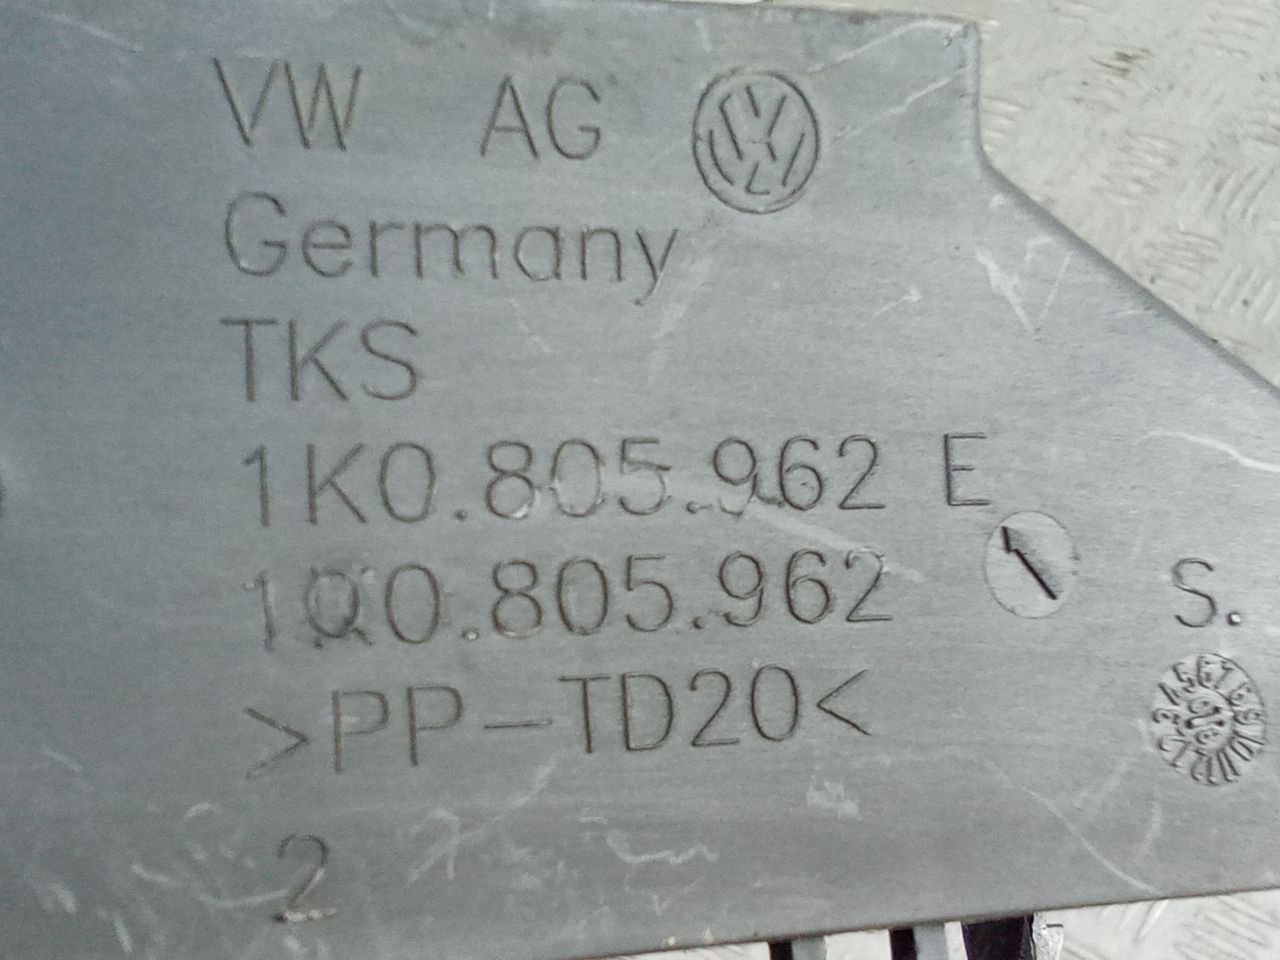 VW AG
Germany
TKS
1K0.805.962 E
1Q0.805.962
S.
>PP-TD20<
2